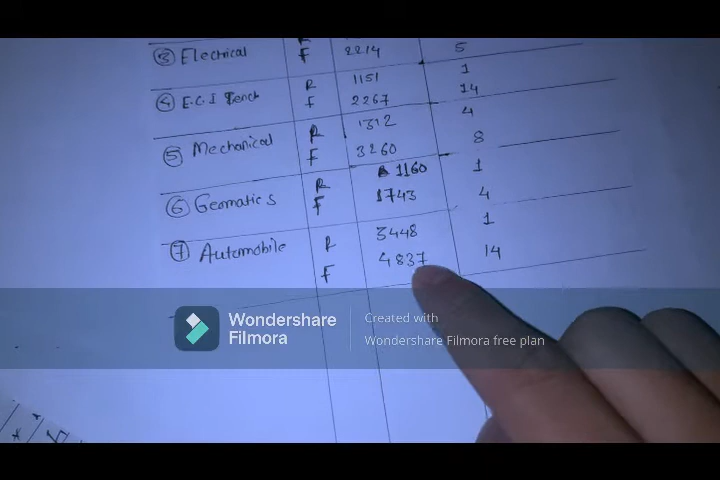 ③ Electrical F 2214 5
R 1151 1
④ E.C.I F 2267 14
R 1312 4
⑤ Mechanical F 3260 8
R 1160 1
⑥ Geomatics F 1743 4
R 3448 1
⑦ Automobile F 4837 14
Wondershare Filmora
Created with
Wondershare Filmora free plan